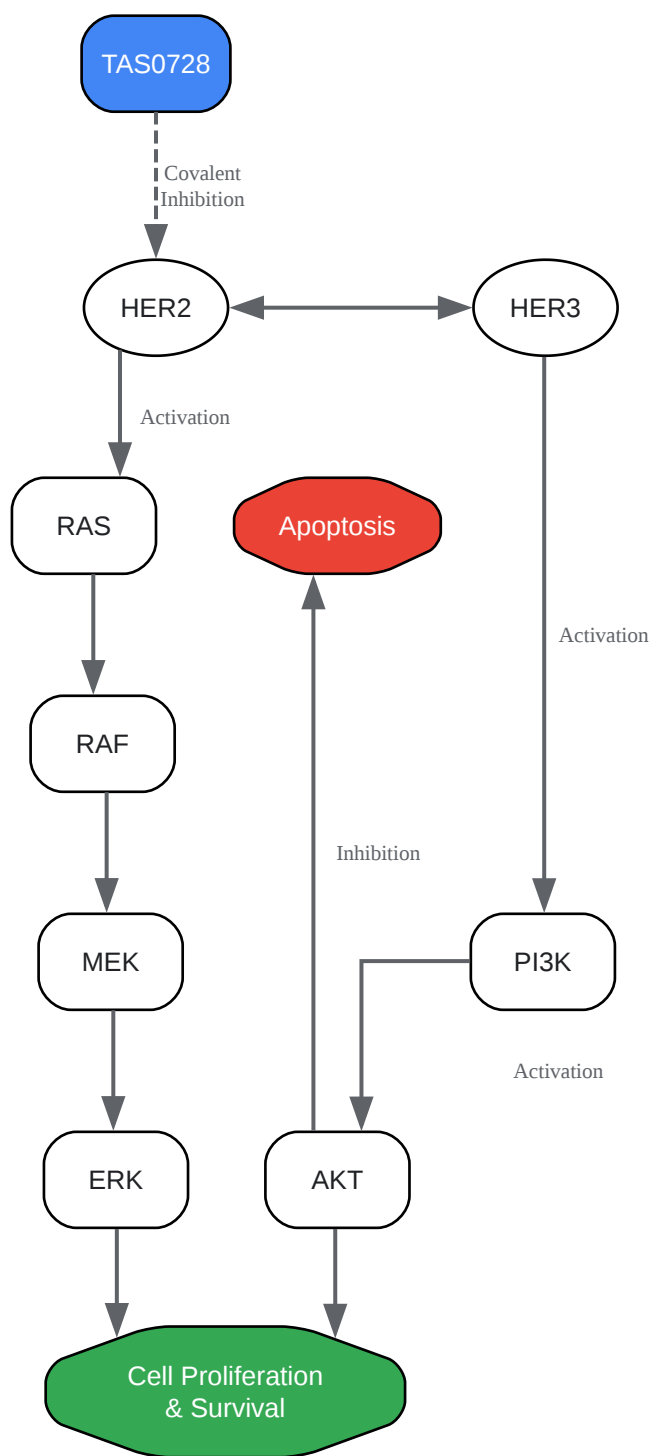 TAS0728
Covalent
Inhibition
HER2
HER3
Activation
RAS
Apoptosis
Activation
RAF
Inhibition
MEK
PI3K
Activation
ERK
AKT
Cell Proliferation
& Survival